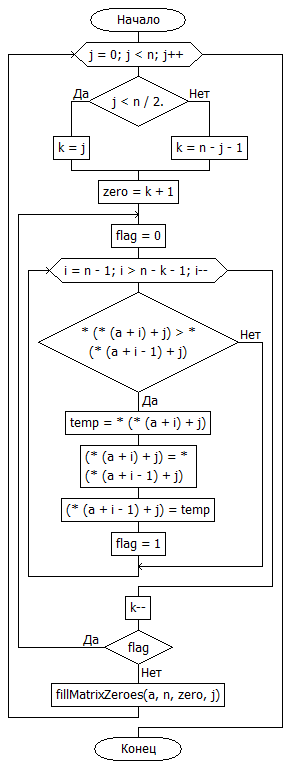 Начало
j = 0; j < n; j++
j < n / 2.
Да
Нет
k = j
k = n - j - 1
zero = k + 1
flag = 0
i = n - 1; i > n - k - 1; i--
* (* (a + i) + j) > *
(* (a + i - 1) + j)
Нет
Да
temp = * (* (a + i) + j)
(* (a + i) + j) = *
(* (a + i - 1) + j)
(* (a + i - 1) + j) = temp
flag = 1
k--
Да
flag
Нет
fillMatrixZeroes(a, n, zero, j)
Конец